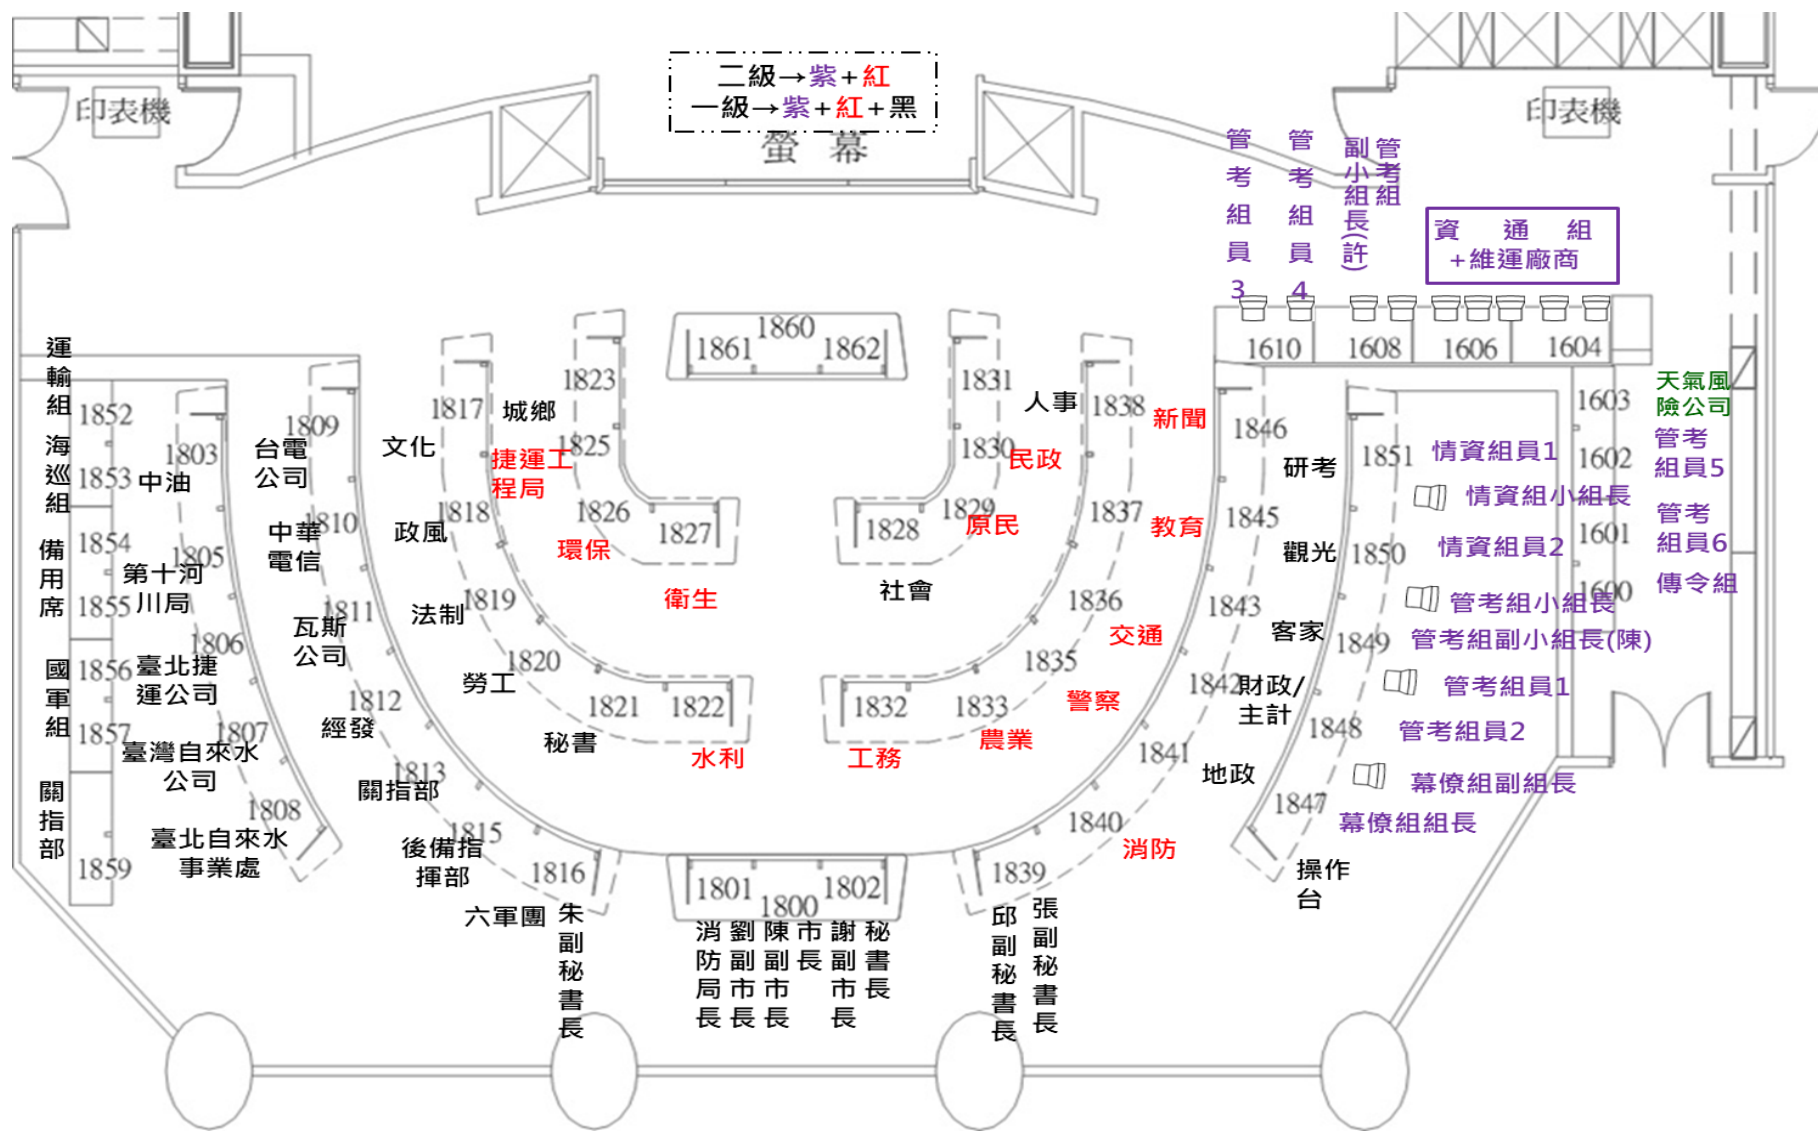 二級→紫+紅
一級→紫+紅+黑
螢 幕
印表機
印表機
管考組員3
管考組員4
副小組長(許)
管考組
資 通 組
+維運廠商
1610
1608
1606
1604
1603
1602
1601
1600
天氣風
險公司
管考
組員5
管考
組員6
傳令組
運輸組
海巡組
備用席
國軍組
關指部
1852
1853
1854
1855
1856
1857
1859
1803
中油
1805
第十河
川局
1806
臺北捷
運公司
1807
臺灣自來水
公司
1808
臺北自來水
事業處
1809
台電
公司
1810
中華
電信
1811
瓦斯
公司
1812
經發
1813
關指部
1815
後備指
揮部
1816
六軍團
朱副秘書長
1817
文化
1818
政風
1819
法制
1820
勞工
1821
秘書
1822
水利
1823
城鄉
1825
捷運工
程局
1826
環保
1827
衛生
1860
1861
1862
1828
社會
1829
原民
1830
民政
1831
人事
1832
工務
1833
農業
1835
警察
1836
交通
1837
教育
1838
新聞
1801
1802
1800
消防局長
劉副市長
陳副市長
市長
謝副市長
秘書長
1839
邱副秘書長
張副秘書長
1840
消防
1841
地政
1842
財政/
主計
1843
客家
1845
觀光
1846
研考
1851
情資組員1
情資組小組長
1850
情資組員2
管考組小組長
1849
管考組副小組長(陳)
管考組員1
1848
管考組員2
幕僚組副組長
1847
幕僚組組長
操作
台